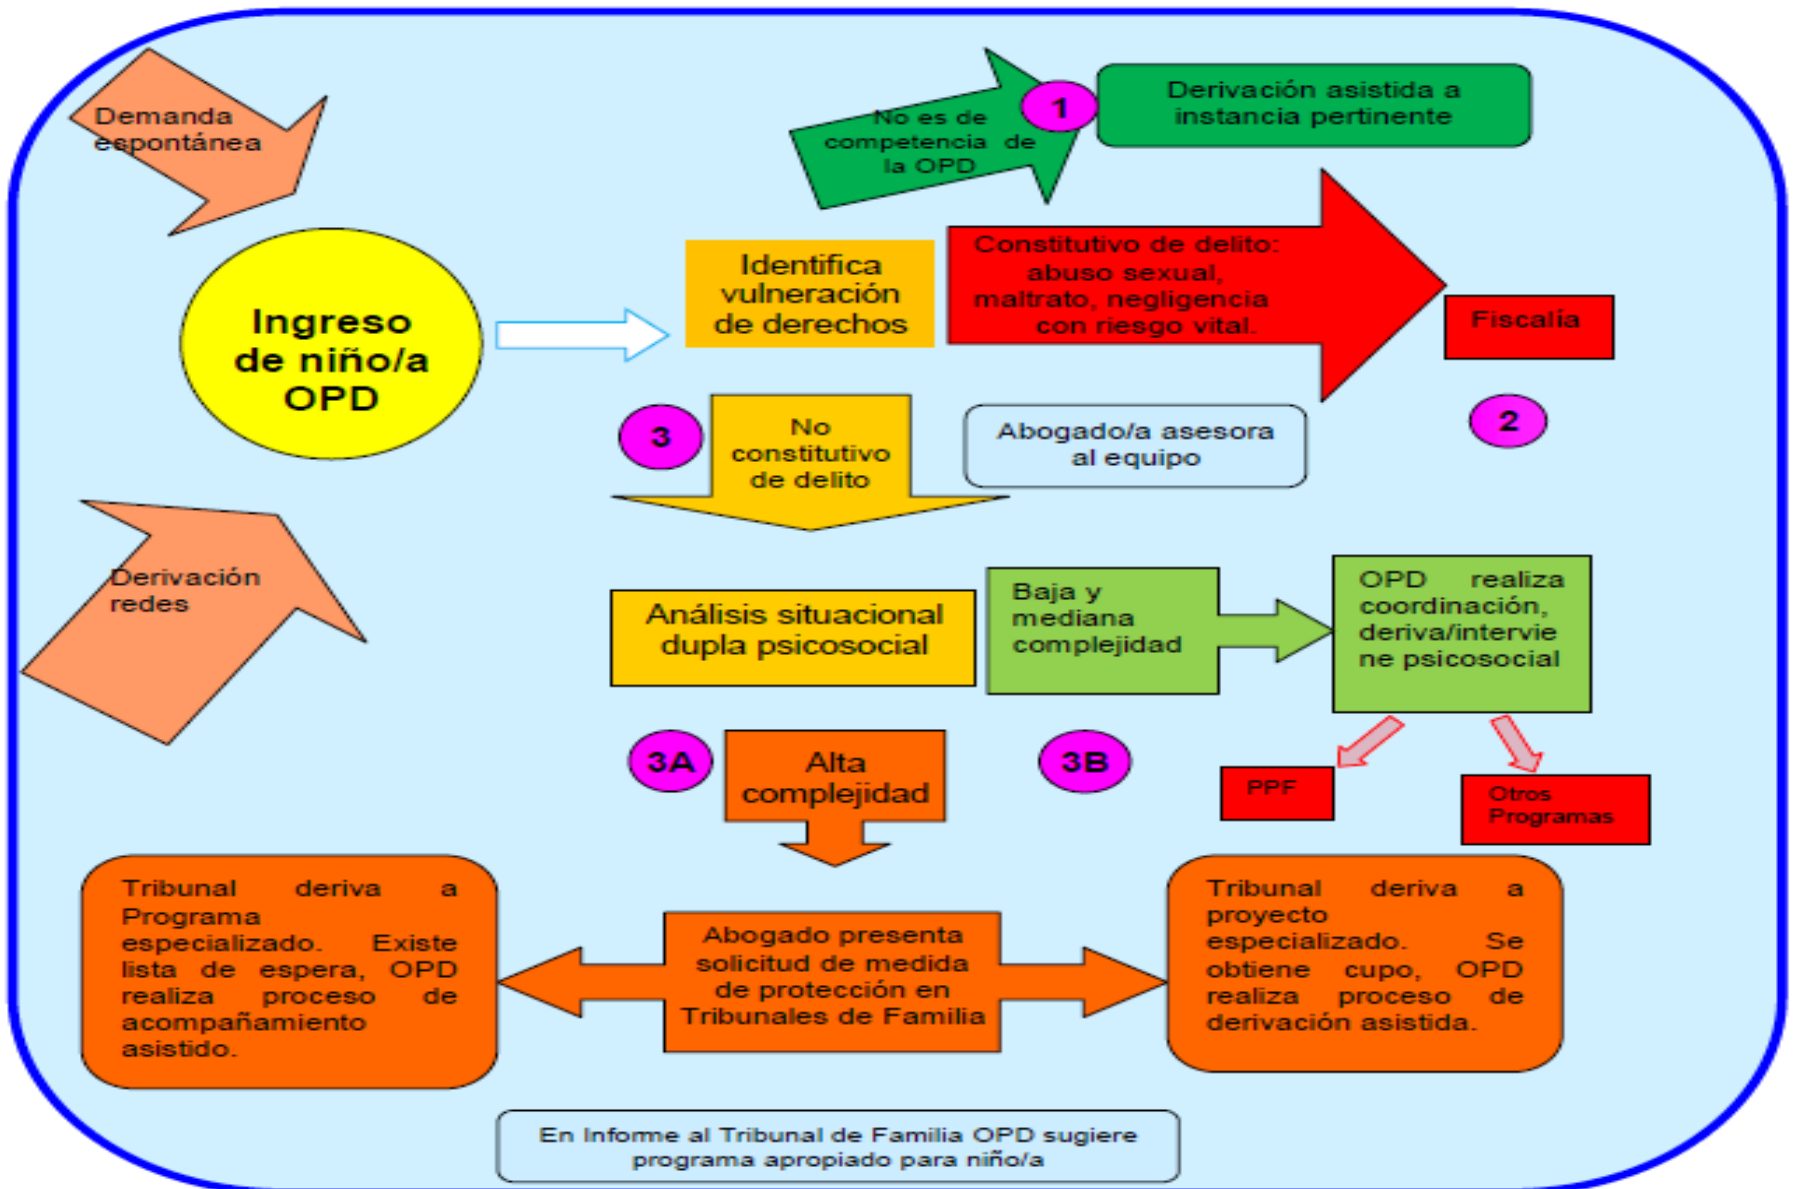 Demanda
espontánea
No es de
competencia de
la OPD
1
Derivación asistida a
instancia pertinente
Ingreso
de niño/a
OPD
Identifica
vulneración
de derechos
Constitutivo de delito:
abuso sexual,
maltrato, negligencia
con riesgo vital.
Fiscalía
2
3
No
constitutivo
de delito
Abogado/a asesora
al equipo
Derivación
redes
Análisis situacional
dupla psicosocial
Baja y
mediana
complejidad
OPD realiza
coordinación,
deriva/intervie
ne psicosocial
3A
Alta
complejidad
3B
PPF
Otros
Programas
Tribunal deriva a
Programa
especializado. Existe
lista de espera, OPD
realiza proceso de
acompañamiento
asistido.
Abogado presenta
solicitud de medida
de protección en
Tribunales de Familia
Tribunal deriva a
proyecto
especializado. Se
obtiene cupo, OPD
realiza proceso de
derivación asistida.
En Informe al Tribunal de Familia OPD sugiere
programa apropiado para niño/a